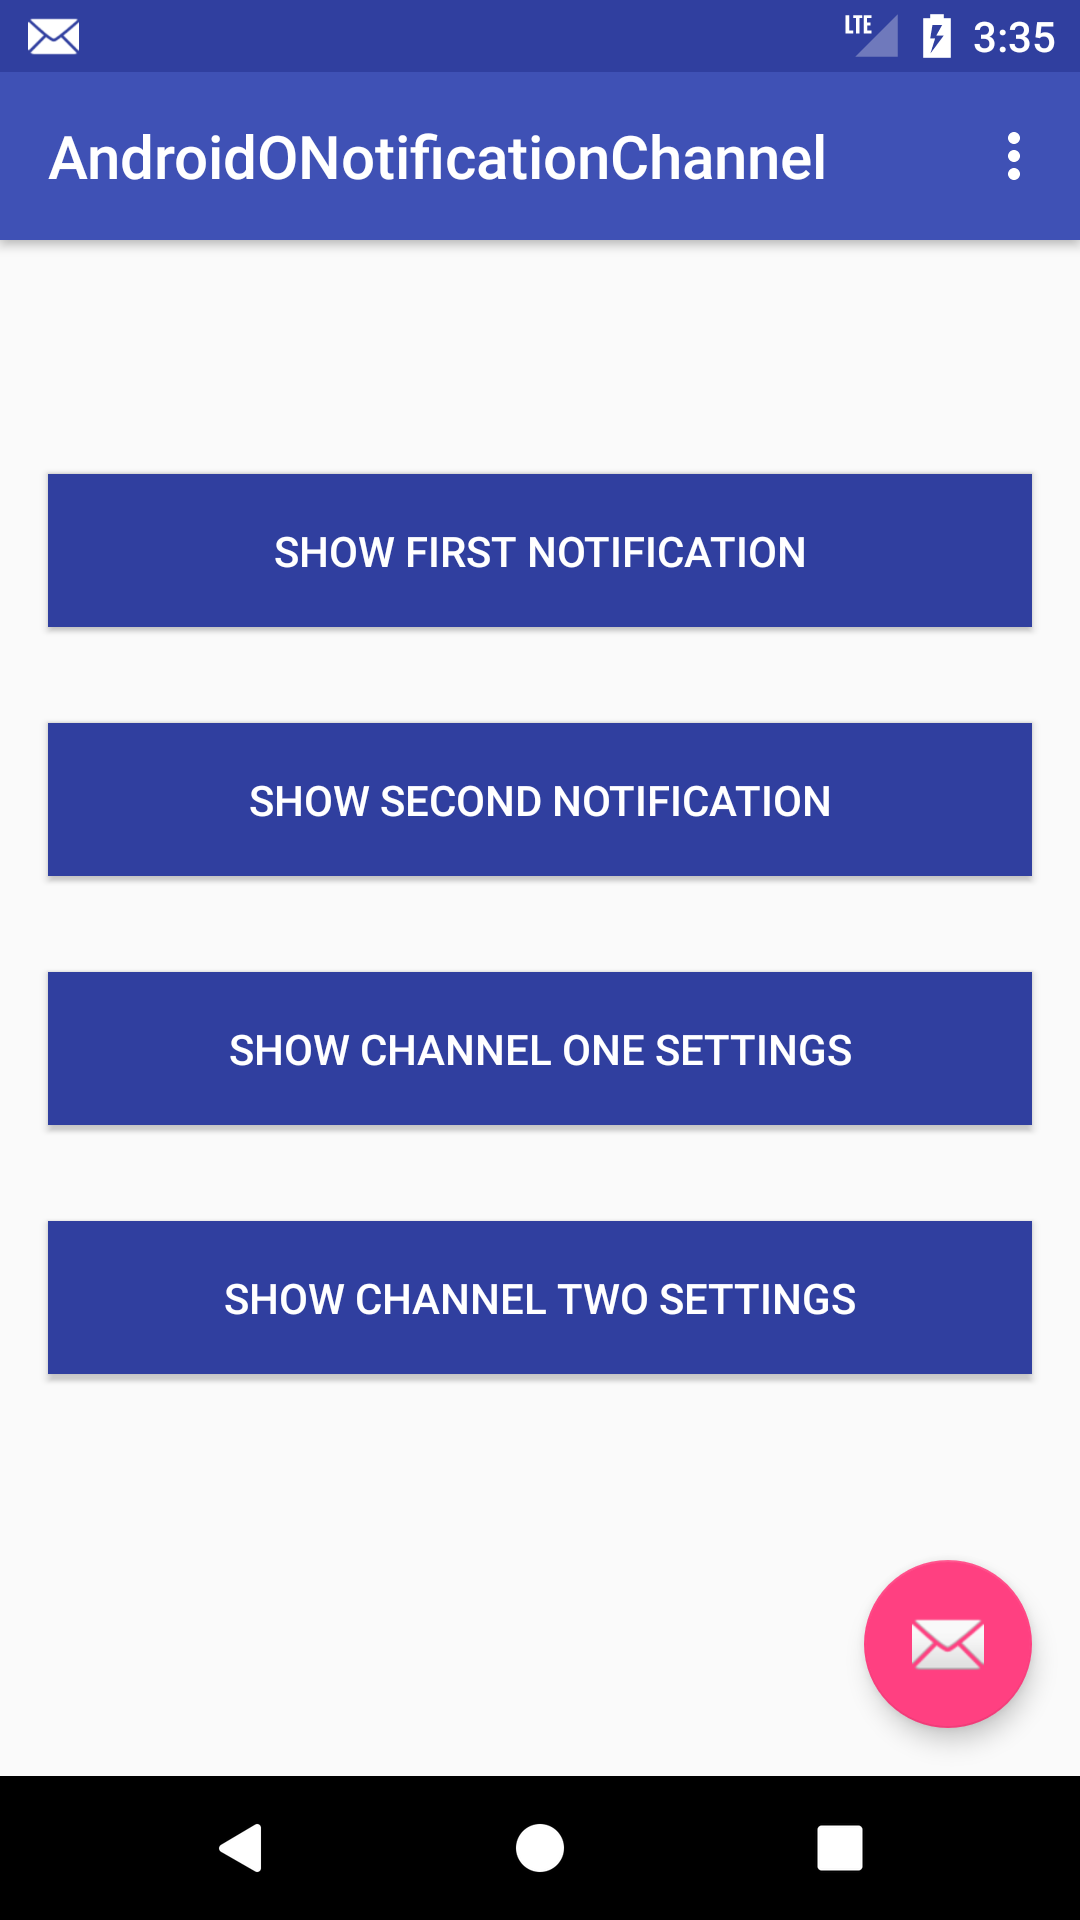 LTE 3:35
AndroidONotificationChannel
SHOW FIRST NOTIFICATION
SHOW SECOND NOTIFICATION
SHOW CHANNEL ONE SETTINGS
SHOW CHANNEL TWO SETTINGS